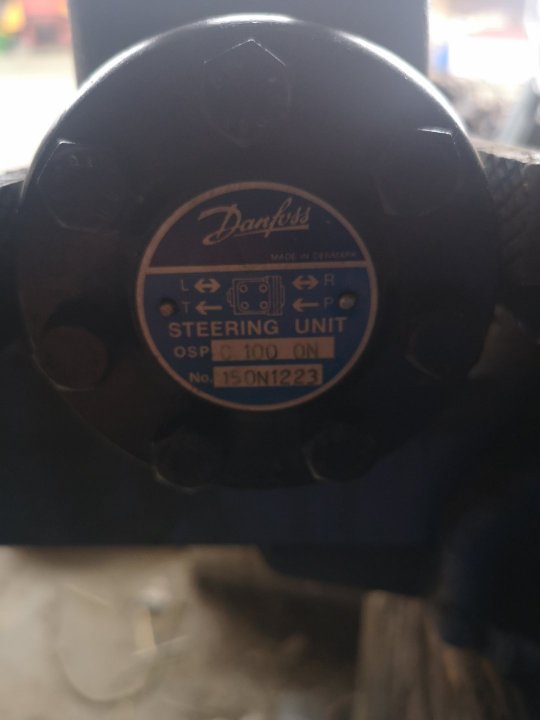 Danfoss
MADE IN DENMARK
L R
T P
STEERING UNIT
OSP C 100 ON
No. 150N1223